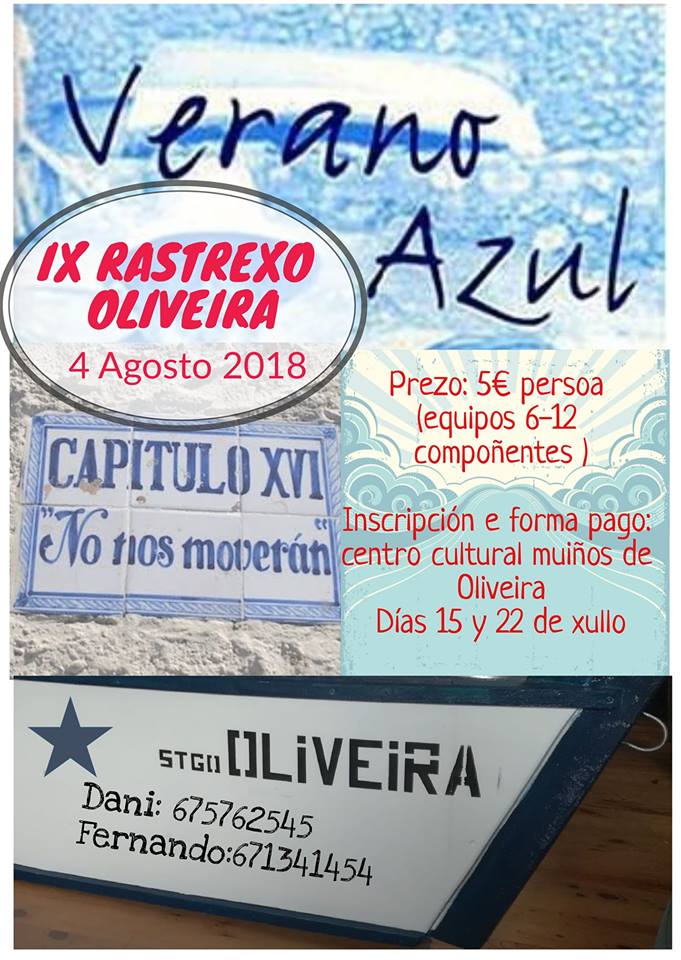 Verano
Azul
IX RASTREXO
OLIVEIRA
4 Agosto 2018
Prezo: 5€ persoa
(equipos 6-12
compoñentes )
CAPITULO XVI
"No nos moverán"
Inscripción e forma pago:
centro cultural muiños de
Oliveira
Días 15 y 22 de xullo
STGO OLiVEiRA
Dani: 675762545
Fernando:671341454